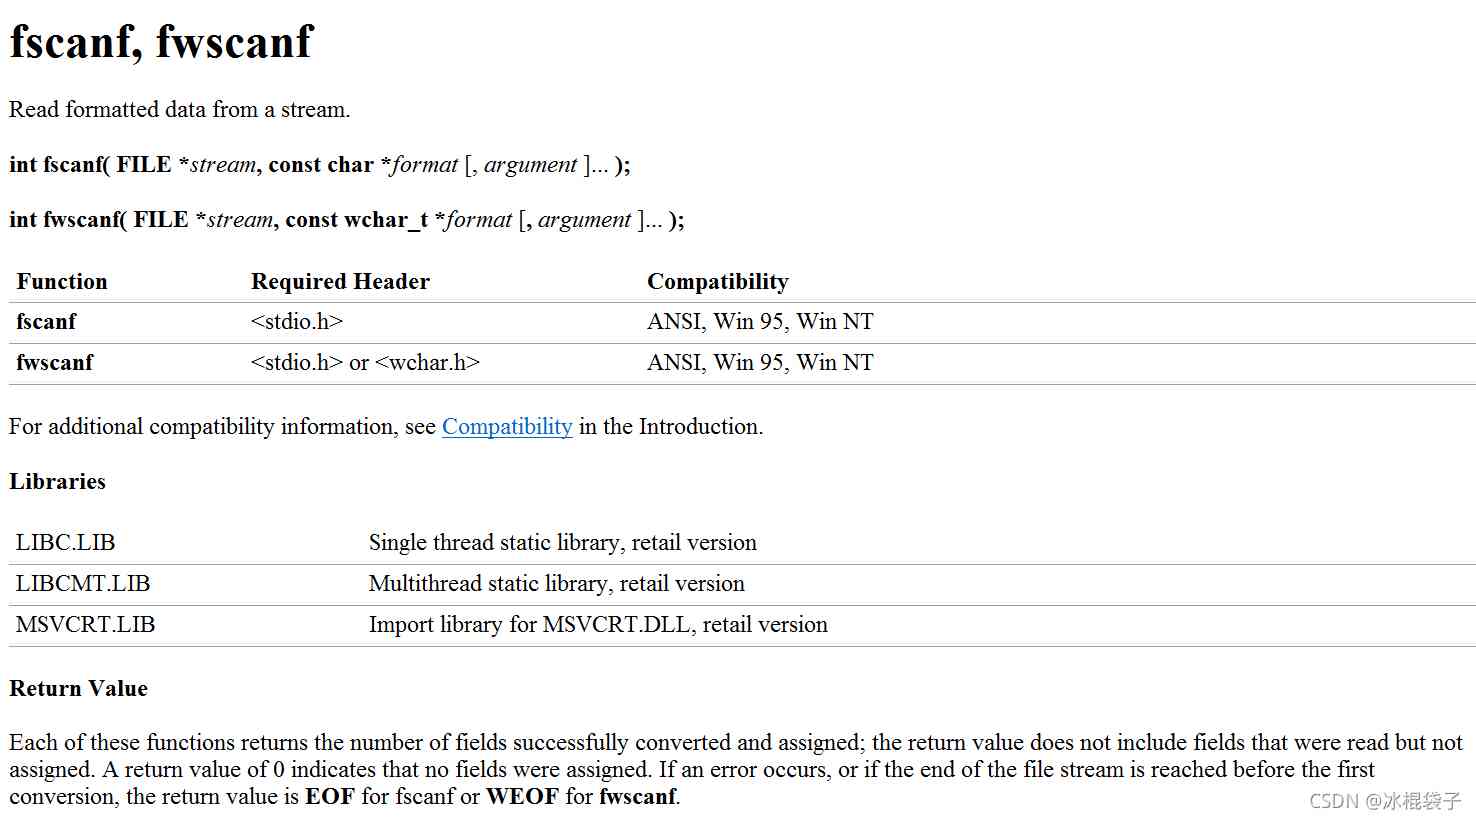 fscanf, fwscanf
Read formatted data from a stream.
int fscanf( FILE *stream, const char *format [, argument ]... );
int fwscanf( FILE *stream, const wchar_t *format [, argument ]... );
Function Required Header Compatibility
fscanf <stdio.h> ANSI, Win 95, Win NT
fwscanf <stdio.h> or <wchar.h> ANSI, Win 95, Win NT
For additional compatibility information, see Compatibility in the Introduction.
Libraries
LIBC.LIB Single thread static library, retail version
LIBCMT.LIB Multithread static library, retail version
MSVCRT.LIB Import library for MSVCRT.DLL, retail version
Return Value
Each of these functions returns the number of fields successfully converted and assigned; the return value does not include fields that were read but not
assigned. A return value of 0 indicates that no fields were assigned. If an error occurs, or if the end of the file stream is reached before the first
conversion, the return value is EOF for fscanf or WEOF for fwscanf.
CSDN @冰棍袋子